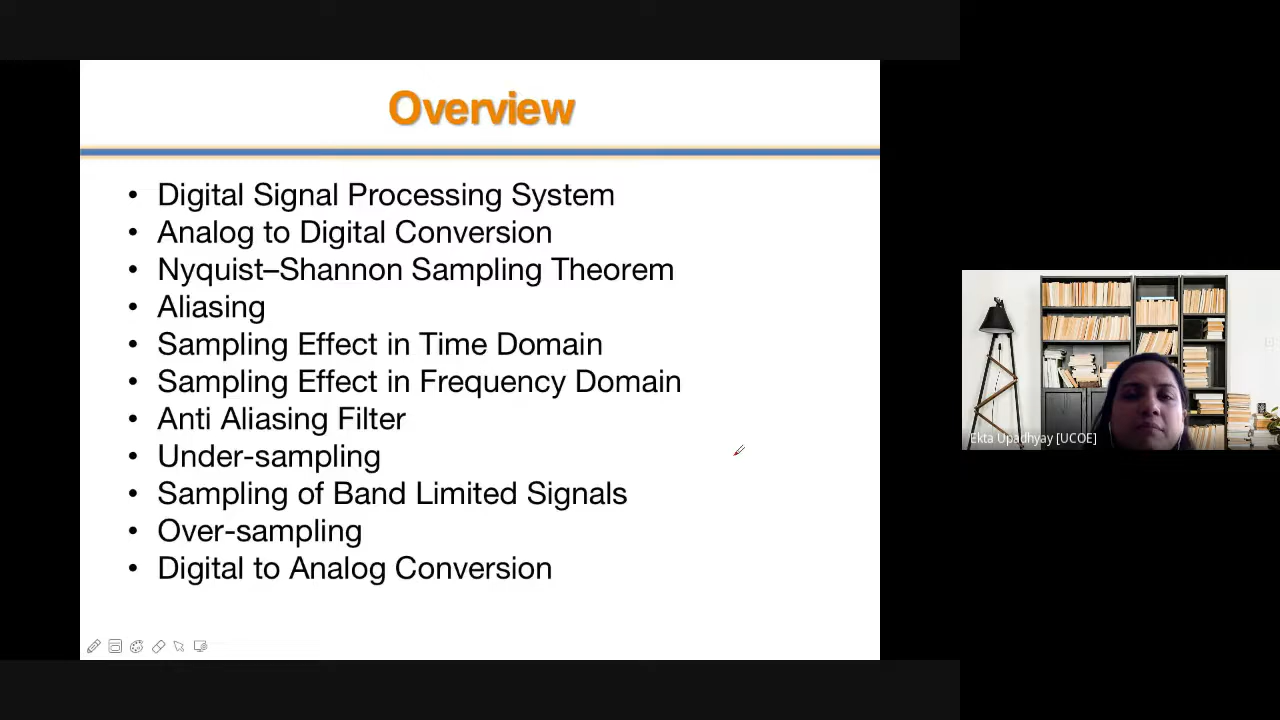 Overview
• Digital Signal Processing System
• Analog to Digital Conversion
• Nyquist–Shannon Sampling Theorem
• Aliasing
• Sampling Effect in Time Domain
• Sampling Effect in Frequency Domain
• Anti Aliasing Filter
• Under-sampling
• Sampling of Band Limited Signals
• Over-sampling
• Digital to Analog Conversion
Ekta Upadhyay [UCOE]